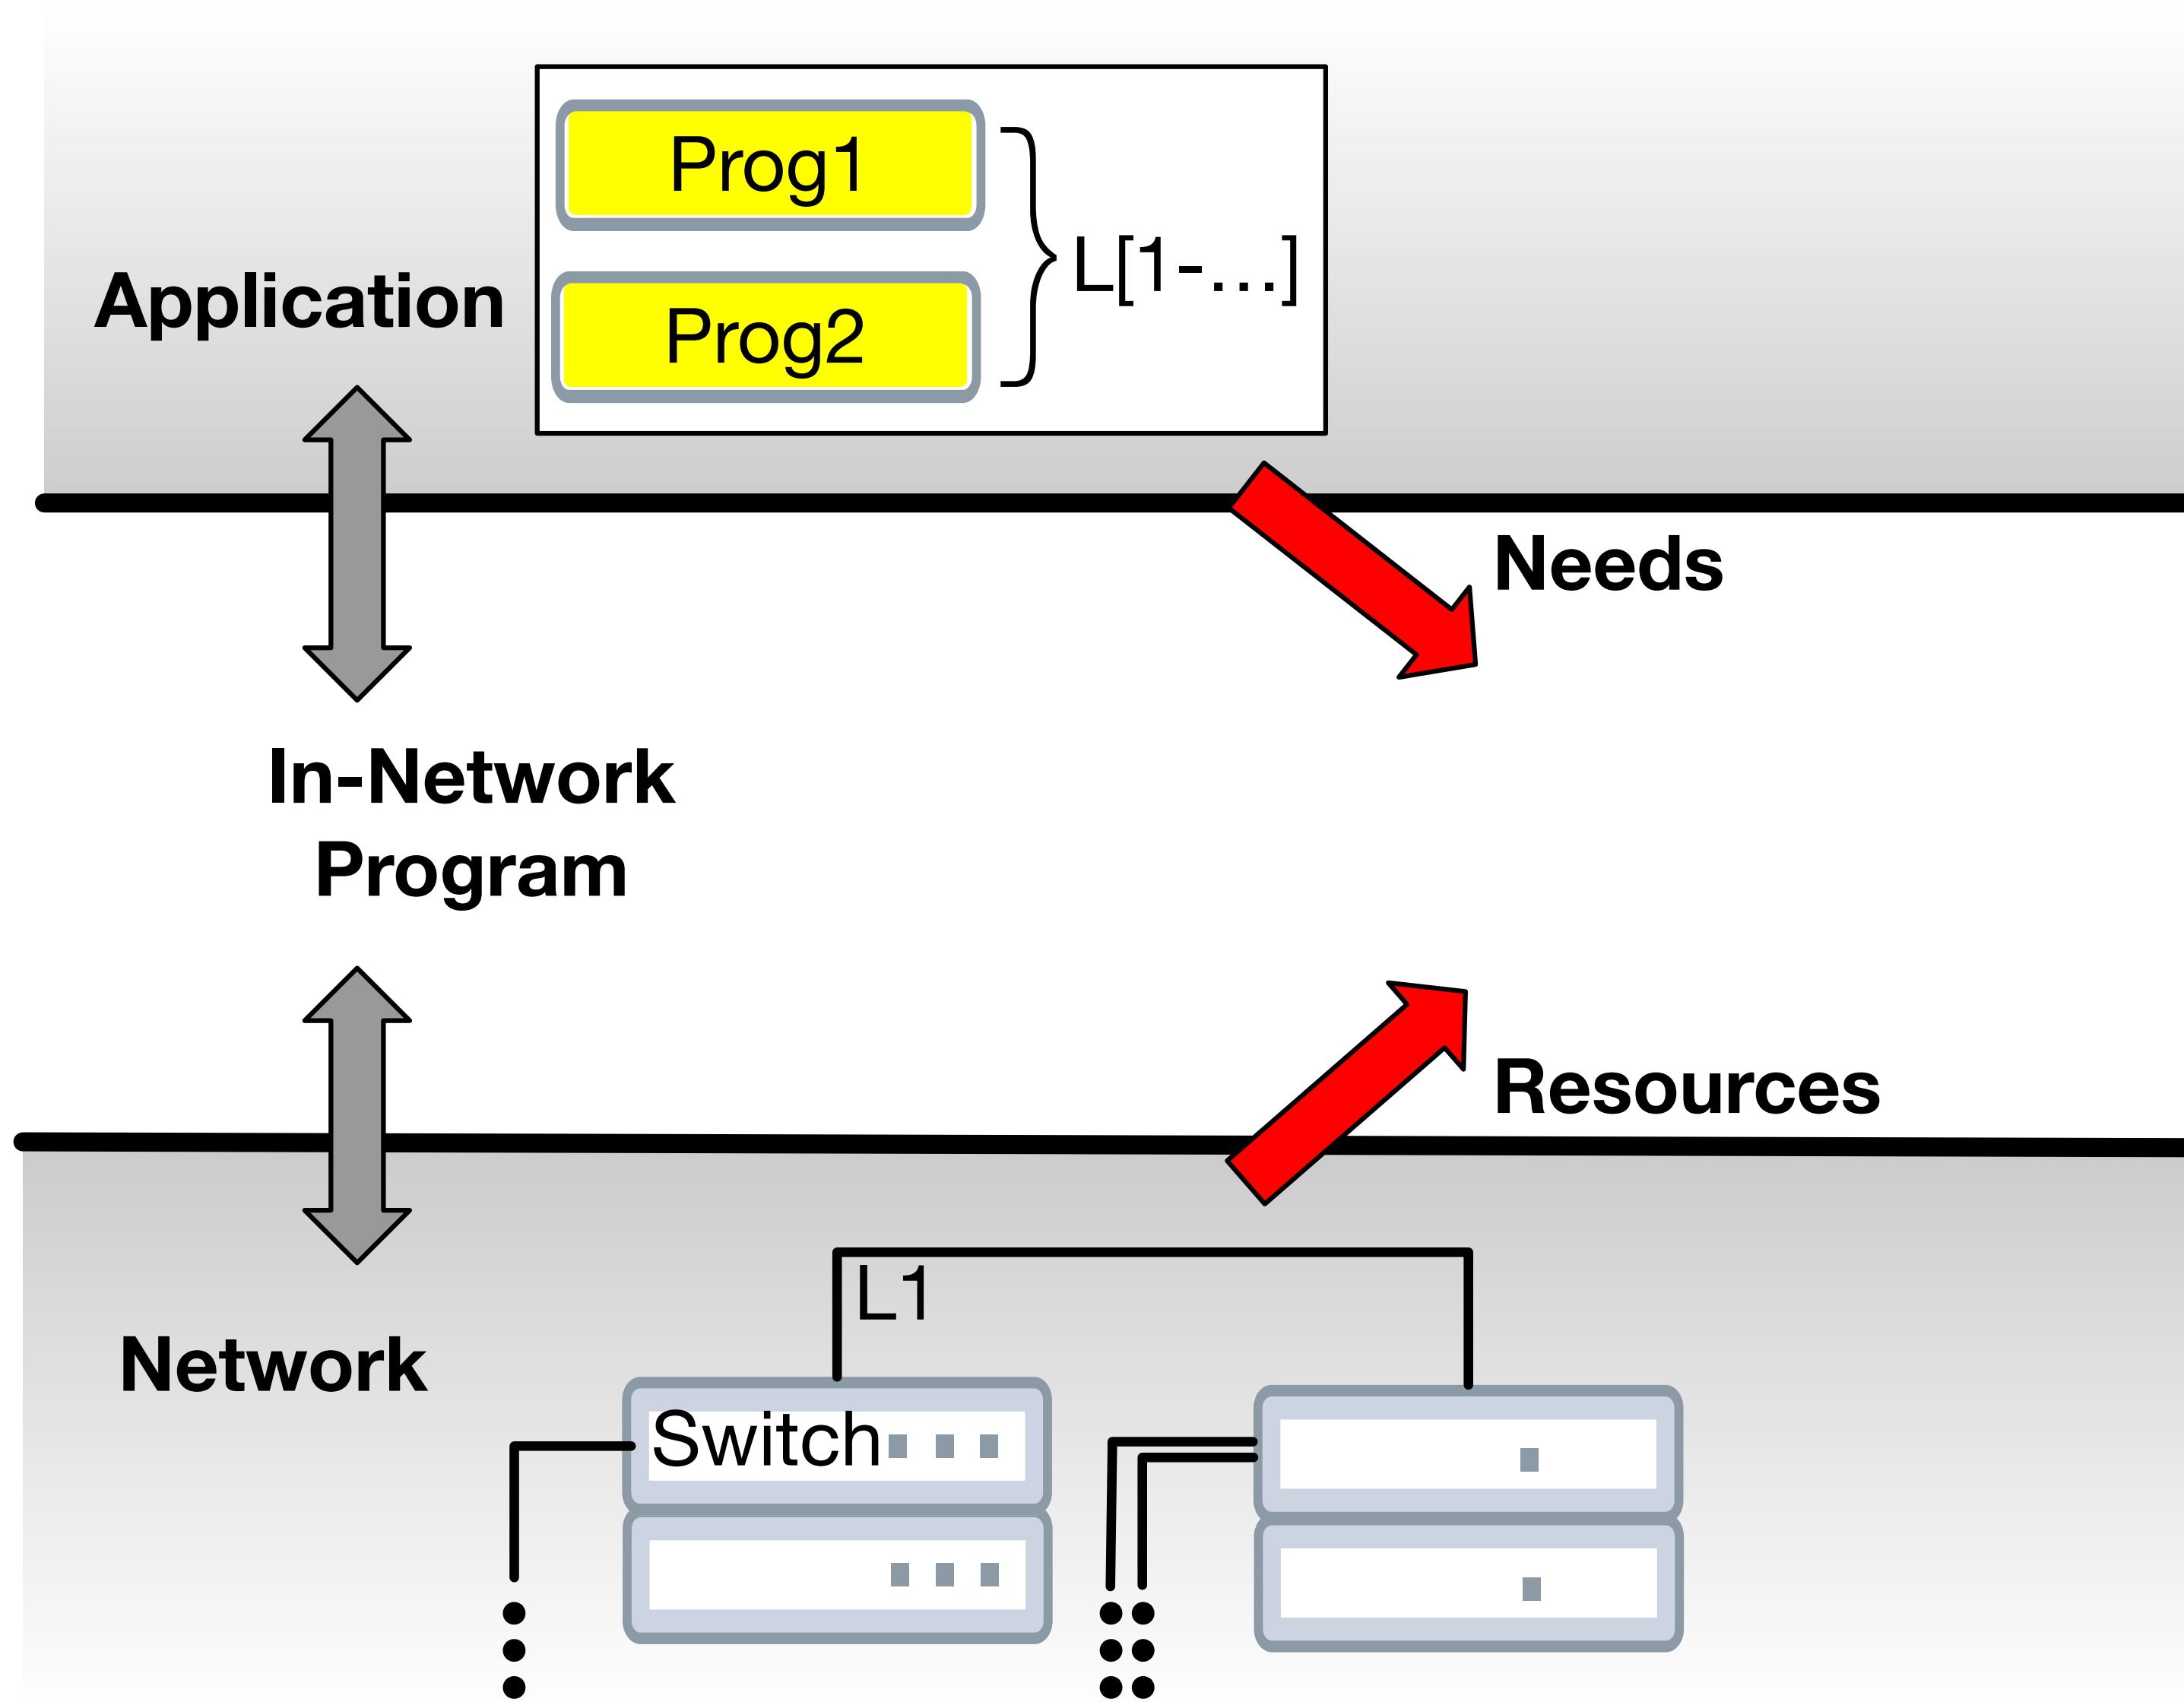 Prog1
L[1-...]
Prog2
Application
Needs
In-Network
Program
Resources
L1
Network
Switch